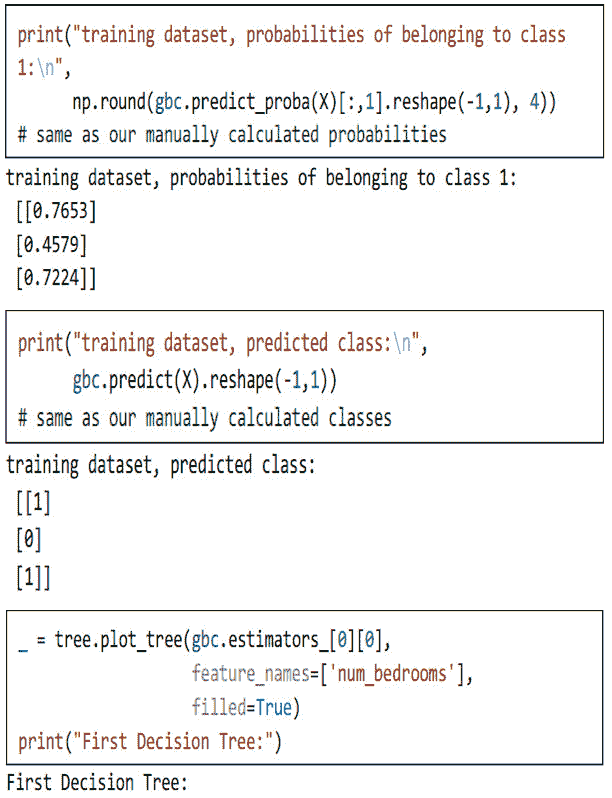 print("training dataset, probabilities of belonging to class
1:\n",
np.round(gbc.predict_proba(X)[:,1].reshape(-1,1), 4))
# same as our manually calculated probabilities
training dataset, probabilities of belonging to class 1:
[[0.7653]
[0.4579]
[0.7224]]
print("training dataset, predicted class:\n",
gbc.predict(X).reshape(-1,1))
# same as our manually calculated classes
training dataset, predicted class:
[[1]
[0]
[1]]
_ = tree.plot_tree(gbc.estimators_[0][0],
feature_names=['num_bedrooms'],
filled=True)
print("First Decision Tree:")
First Decision Tree: